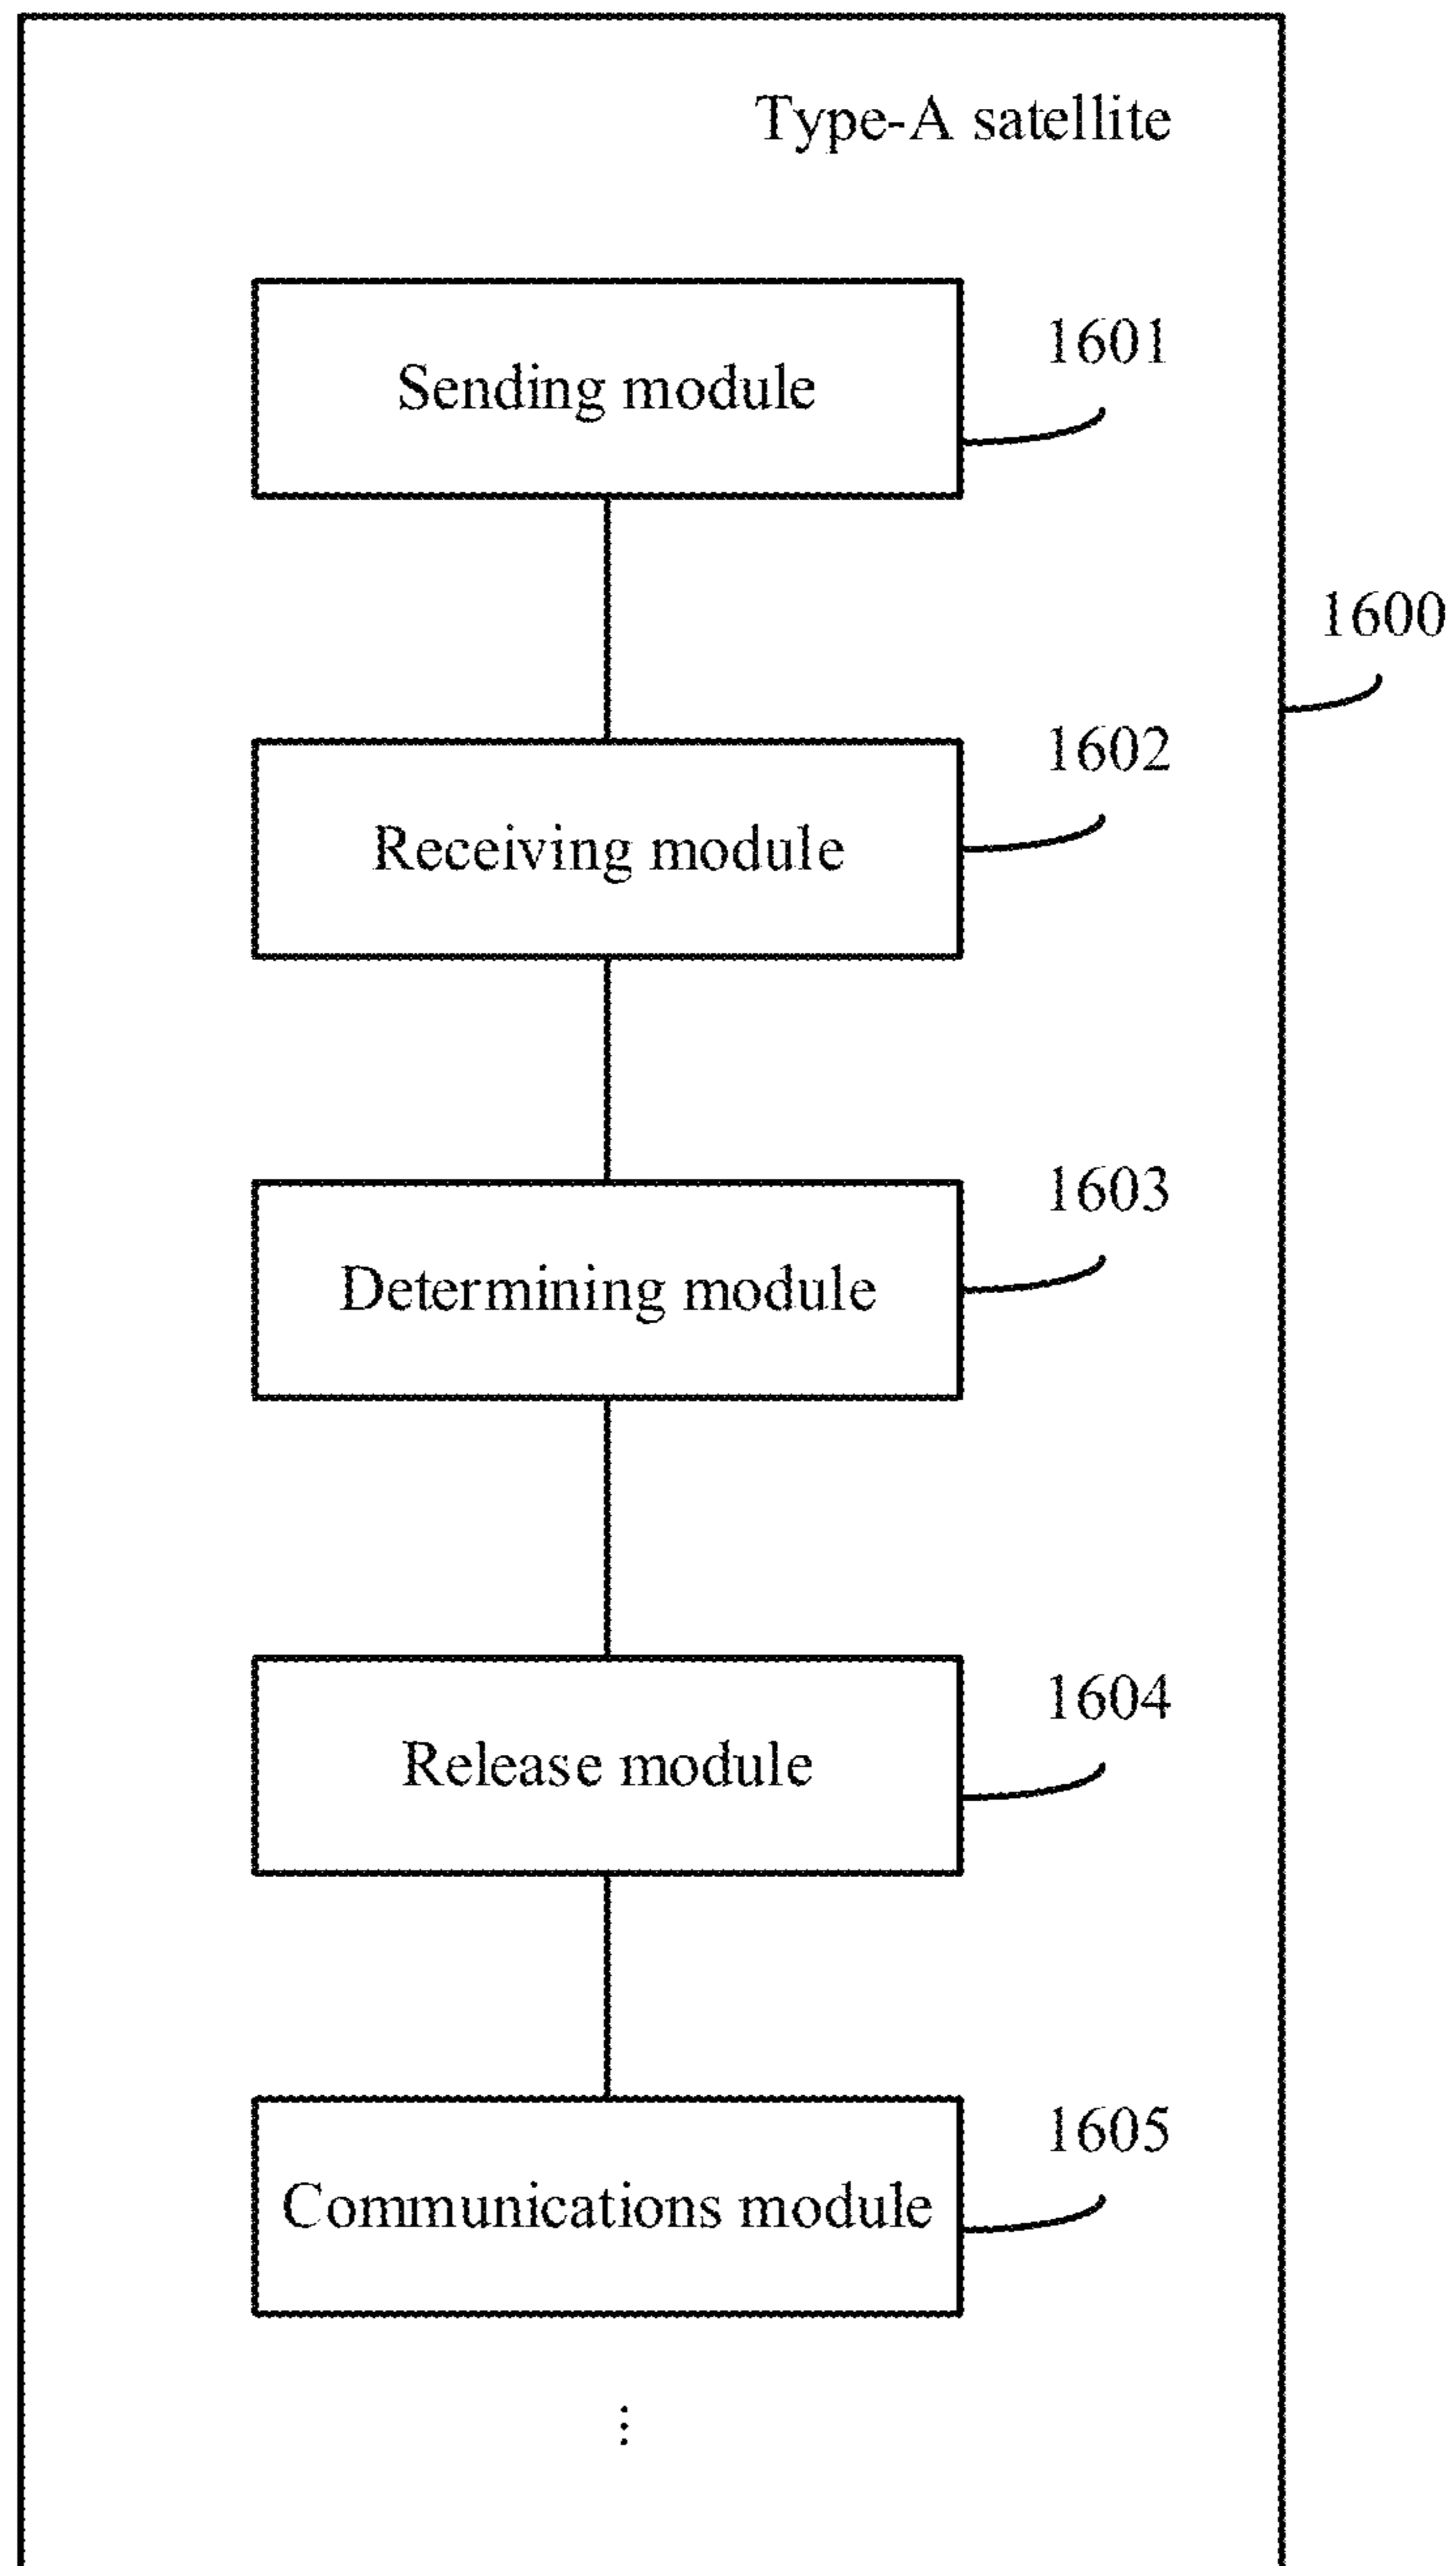 Type-A satellite
Sending module
1601
1600
Receiving module
1602
Determining module
1603
Release module
1604
Communications module
1605
⋮